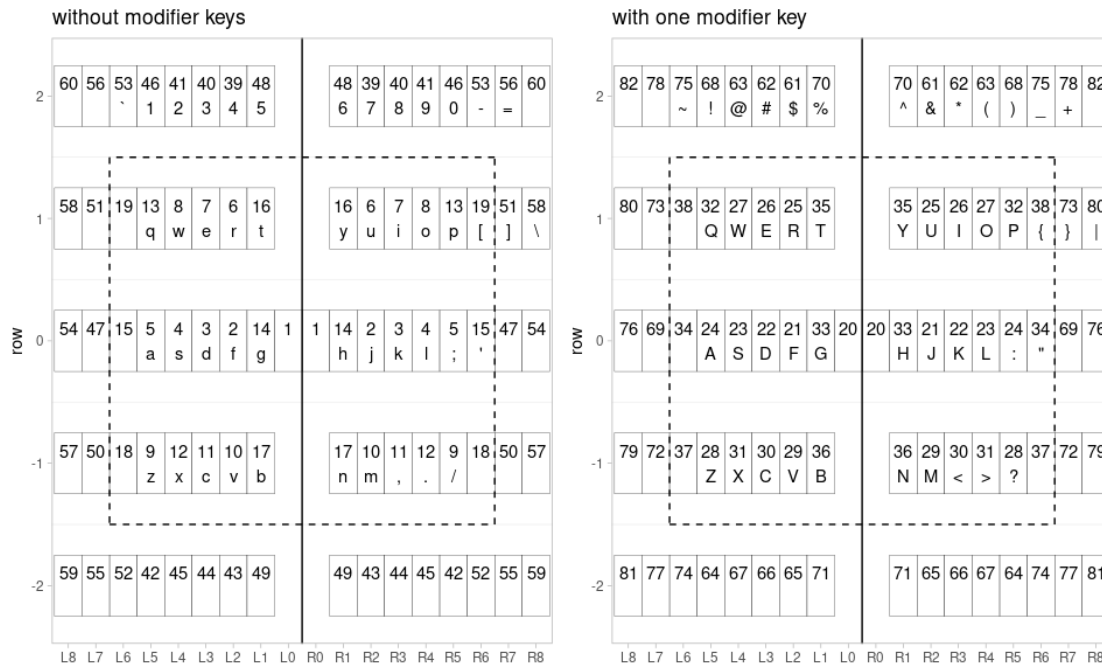 without modifier keys with one modifier key
60 56 53 46 41 40 39 48 48 39 40 41 46 53 56 60 82 78 75 68 63 62 61 70 70 61 62 63 68 75 78 82
2 ` 1 2 3 4 5 6 7 8 9 0 - = 2 ~ ! @ # $ % ^ & * ( ) _ +
58 51 19 13 8 7 6 16 16 6 7 8 13 19 51 58 80 73 38 32 27 26 25 35 35 25 26 27 32 38 73 80
1 q w e r t y u i o p [ ] \ 1 Q W E R T Y U I O P { } |
54 47 15 5 4 3 2 14 1 1 14 2 3 4 5 15 47 54 76 69 34 24 23 22 21 33 20 20 33 21 22 23 24 34 69 76
row 0 a s d f g h j k l ; ' row 0 A S D F G H J K L : "
57 50 18 9 12 11 10 17 17 10 11 12 9 18 50 57 79 72 37 28 31 30 29 36 36 29 30 31 28 37 72 79
-1 z x c v b n m , . / -1 Z X C V B N M < > ?
59 55 52 42 45 44 43 49 49 43 44 45 42 52 55 59 81 77 74 64 67 66 65 71 71 65 66 67 64 74 77 81
-2 -2
L8 L7 L6 L5 L4 L3 L2 L1 L0 R0 R1 R2 R3 R4 R5 R6 R7 R8 L8 L7 L6 L5 L4 L3 L2 L1 L0 R0 R1 R2 R3 R4 R5 R6 R7 R8